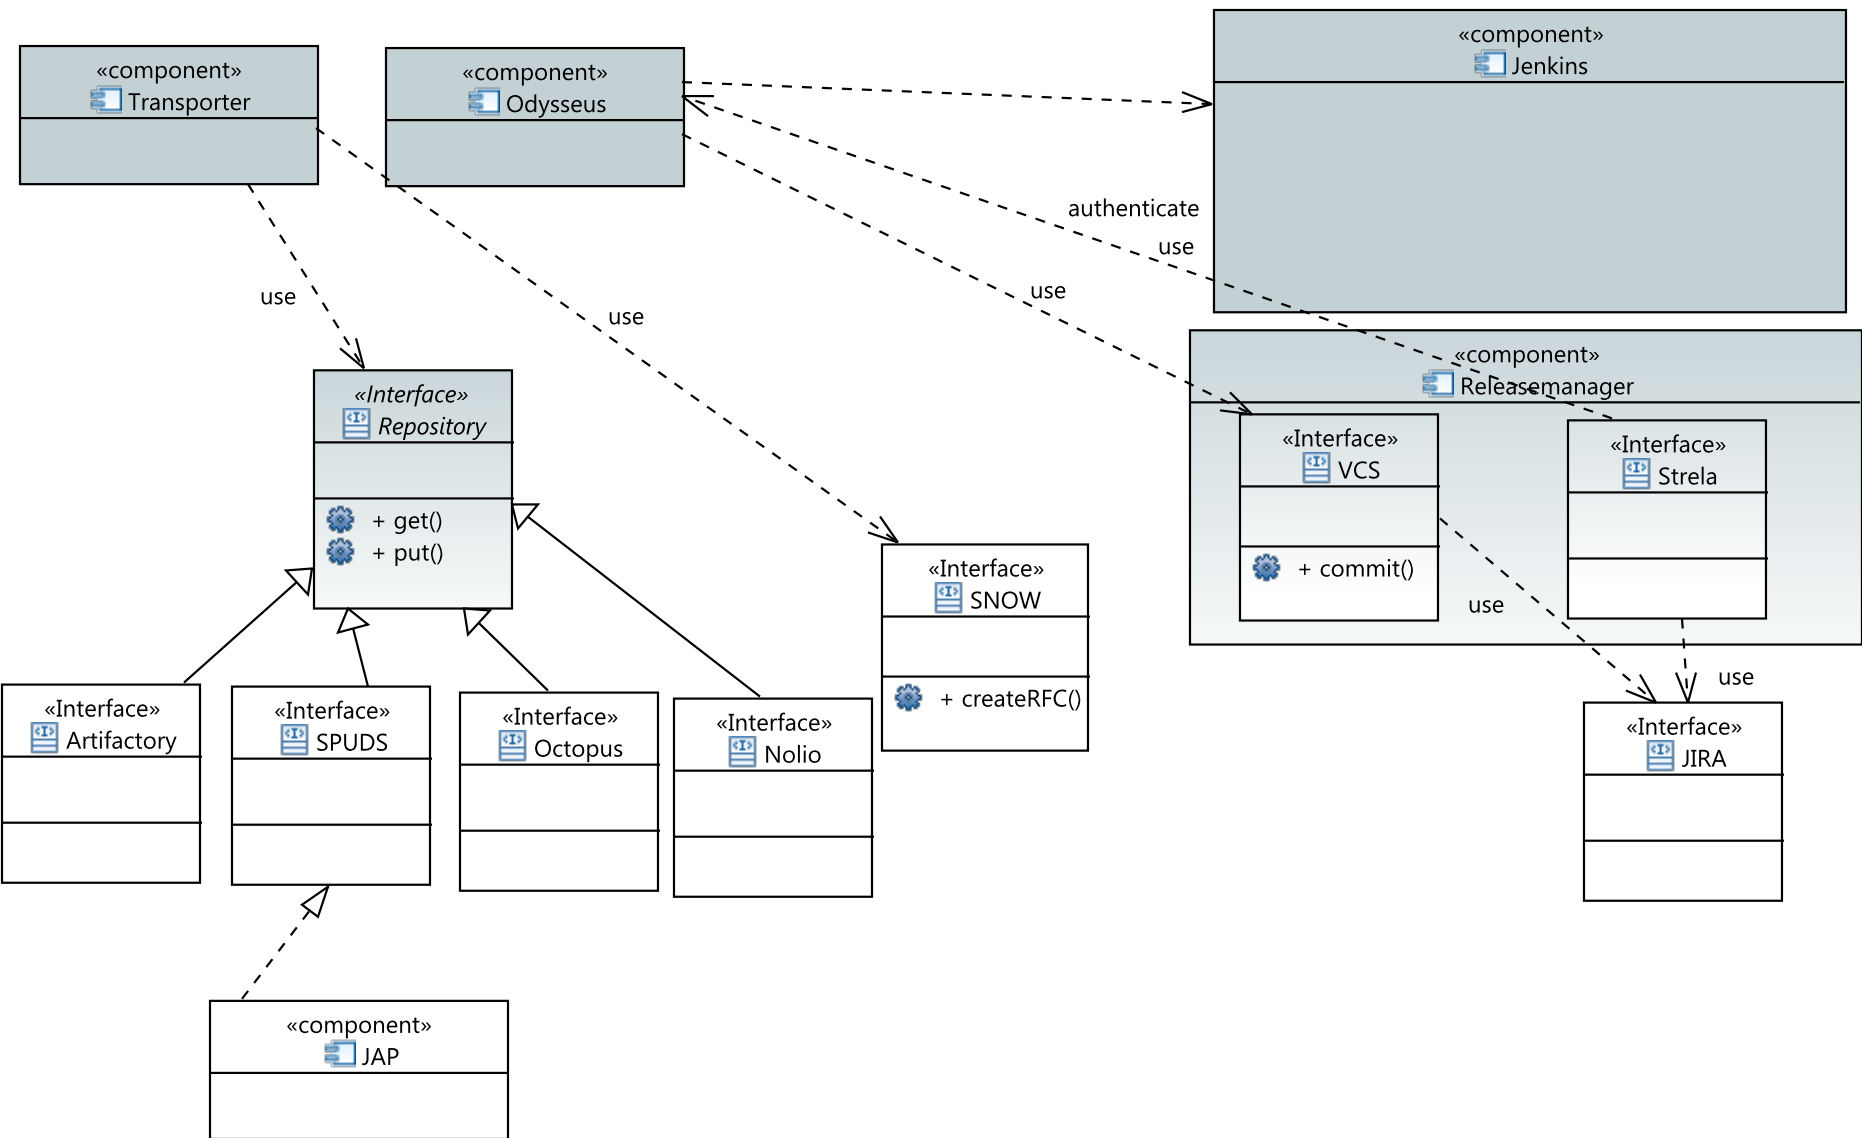 «component»
Transporter
«component»
Odysseus
«component»
Jenkins
authenticate
use
use
use
use
«component»
Releasemanager
«Interface»
Repository
+ get()
+ put()
«Interface»
VCS
+ commit()
«Interface»
Strela
use
use
«Interface»
SNOW
+ createRFC()
«Interface»
Artifactory
«Interface»
SPUDS
«Interface»
Octopus
«Interface»
Nolio
«Interface»
JIRA
«component»
JAP